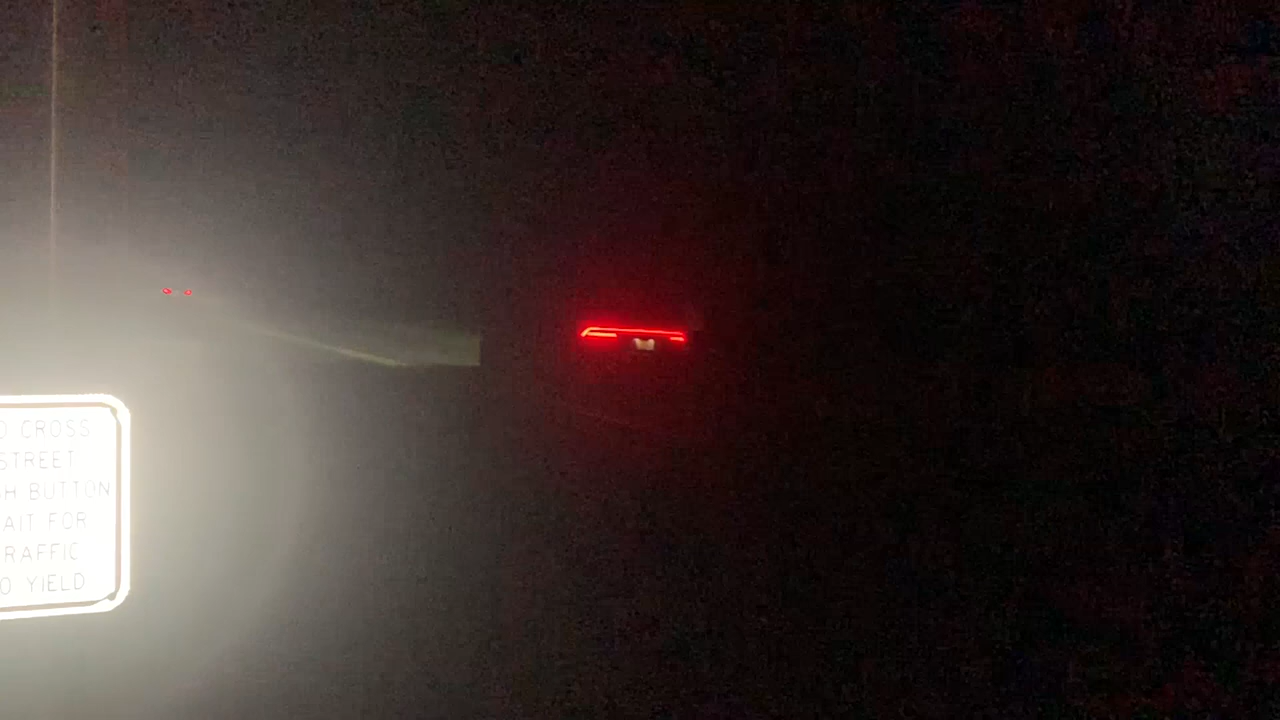 O CROSS
STREET
H BUTTON
AIT FOR
RAFFIC
O YIELD